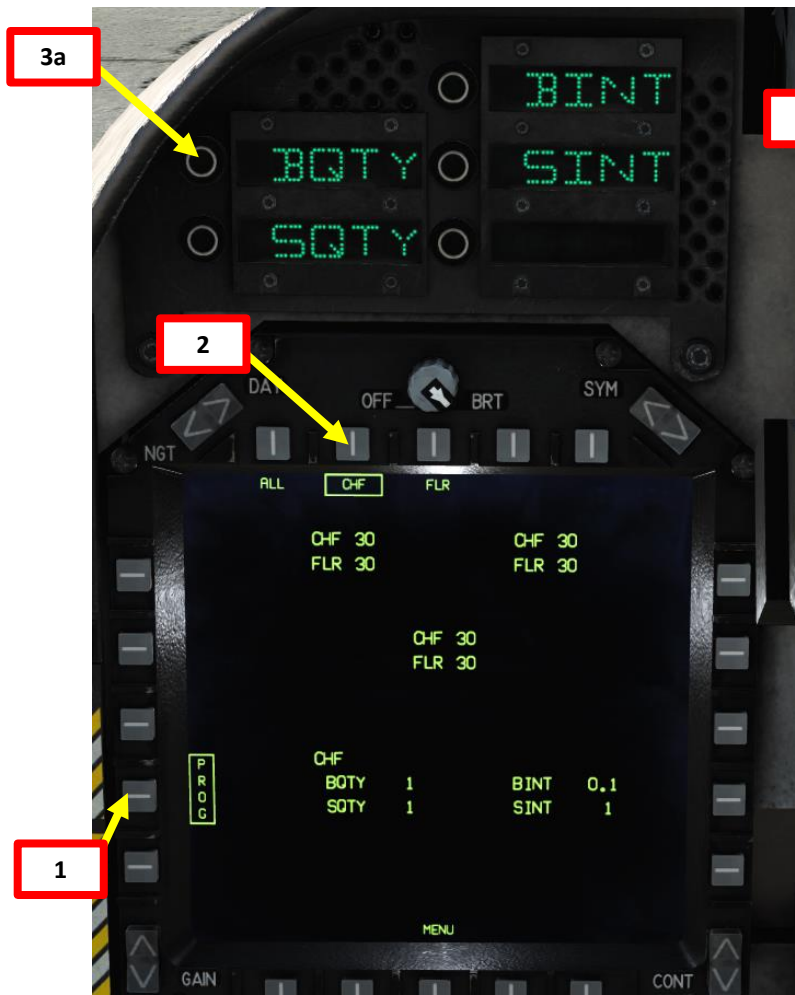 3a
BINT
BQTY
SINT
SQTY
2
OFF
BRT
SYM
NGT
ALL
CHF
FLR
CHF 30
FLR 30
CHF 30
FLR 30
CHF 30
FLR 30
PROG
CHF
BQTY 1
BINT 0.1
SQTY 1
SINT 1
1
MENU
GAIN
CONT